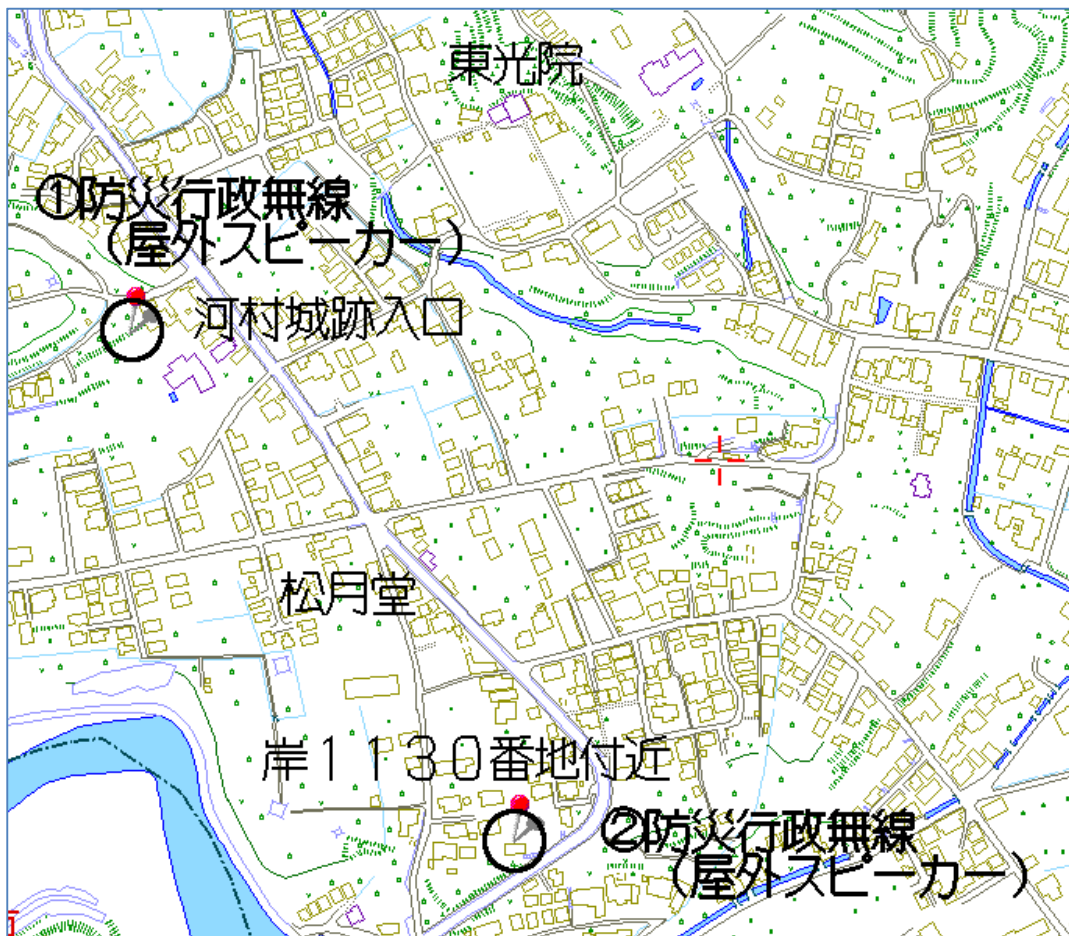 東光院
①防災行政無線
（屋外スピーカー）
河村城跡入口
松月堂
岸１１３０番地付近
②防災行政無線
（屋外スピーカー）